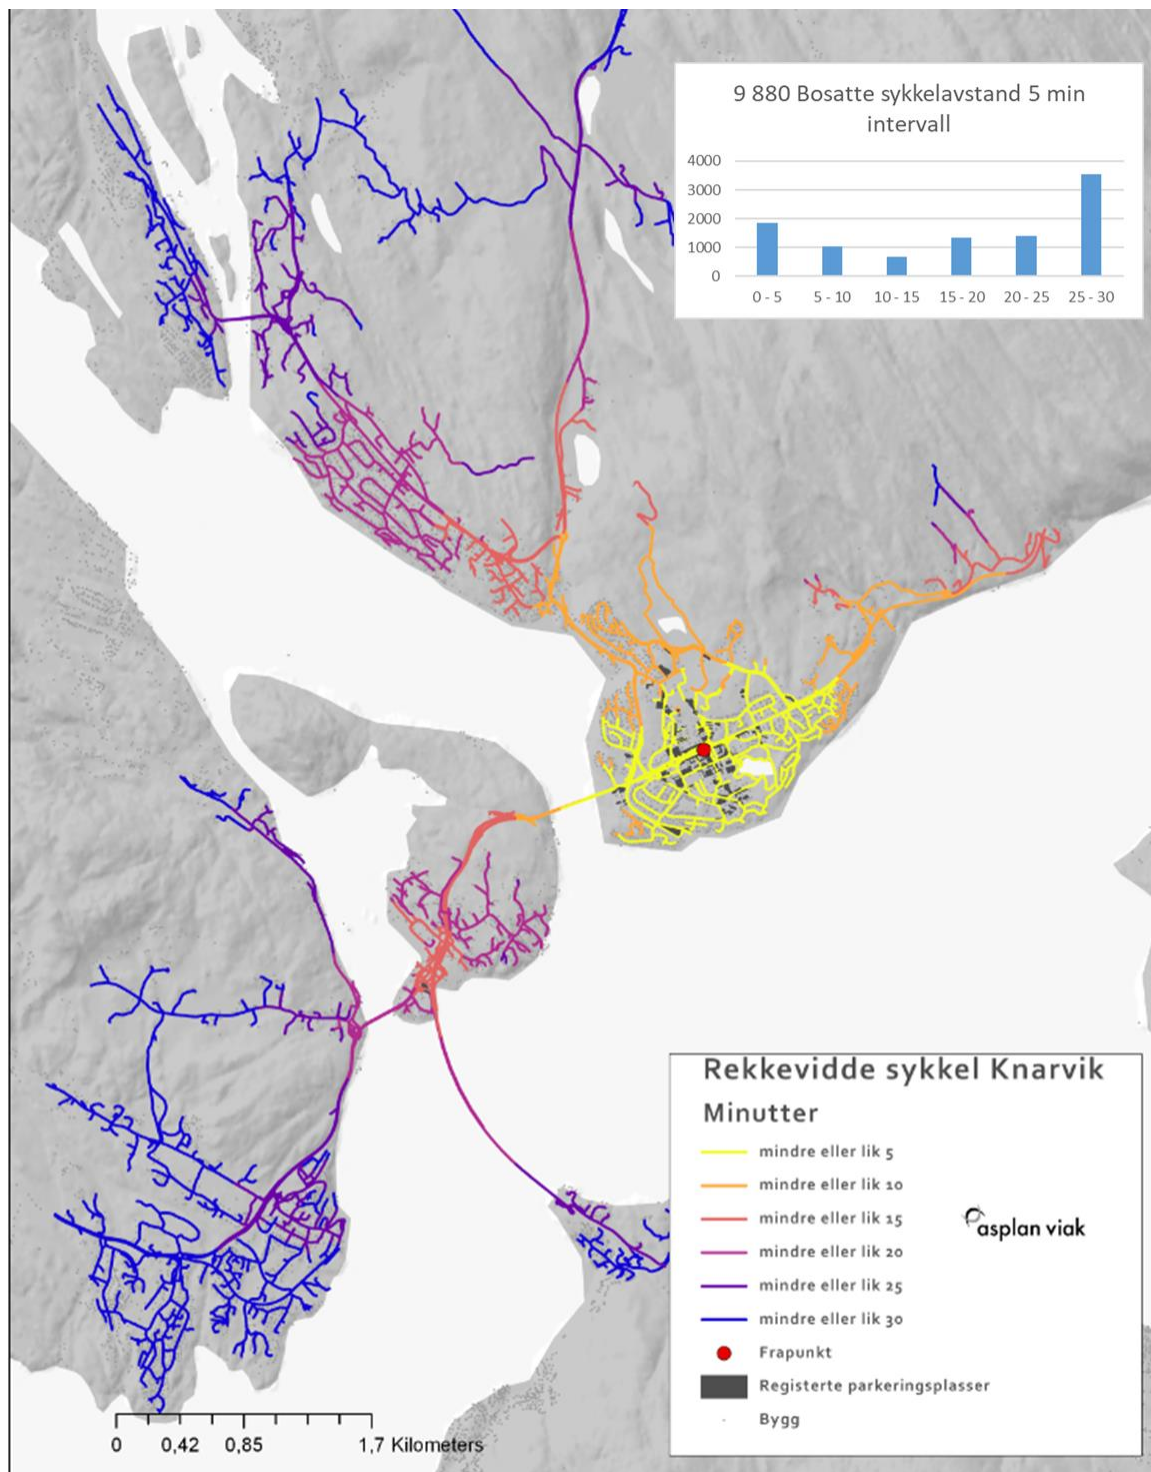 9 880 Bosatte sykkelavstand 5 min
intervall
4000
3000
2000
1000
0
0 - 5 5 - 10 10 - 15 15 - 20 20 - 25 25 - 30
Rekkevidde sykkel Knarvik
Minutter
mindre eller lik 5
mindre eller lik 10
mindre eller lik 15
asplan viak
mindre eller lik 20
mindre eller lik 25
mindre eller lik 30
Frapunkt
Registerte parkeringsplasser
Bygg
0 0,42 0,85 1,7 Kilometers